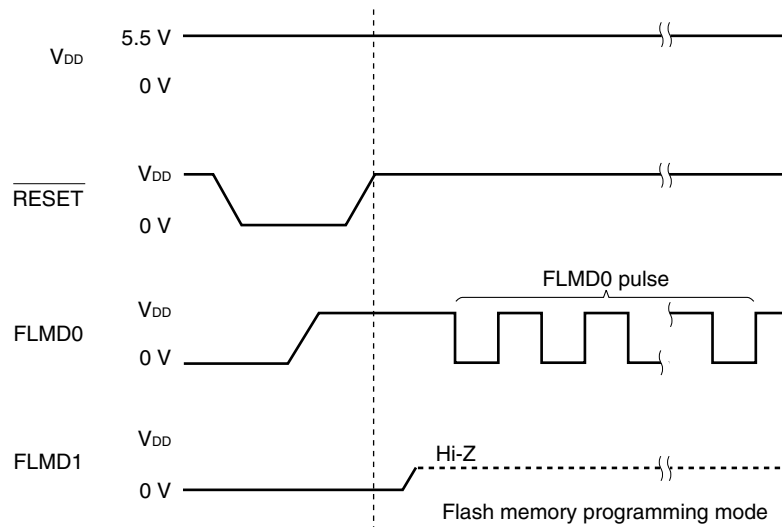 5.5 V
VDD
0 V
VDD
RESET
0 V
FLMD0 pulse
VDD
FLMD0
0 V
VDD
Hi-Z
FLMD1
0 V
Flash memory programming mode